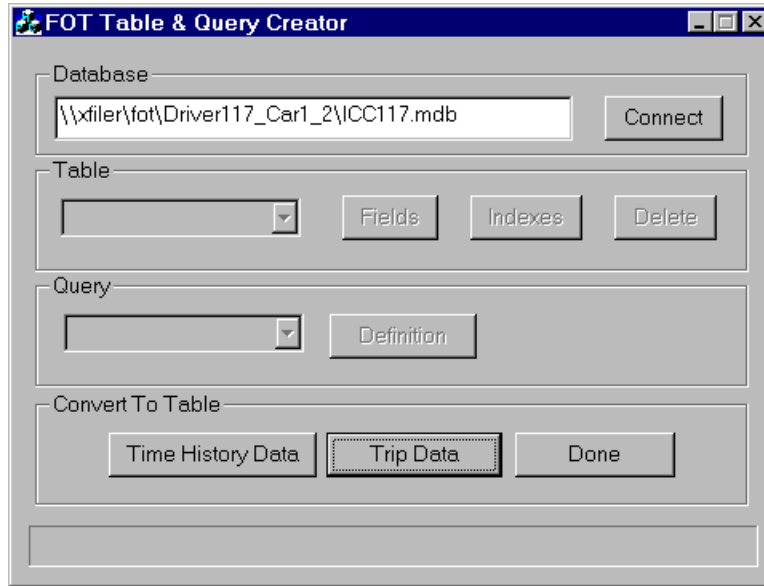 FOT Table & Query Creator
Database
\\xfiler\fot\Driver117_Car1_2\ICC117.mdb
Connect
Table
Fields
Indexes
Delete
Query
Definition
Convert To Table
Time History Data
Trip Data
Done